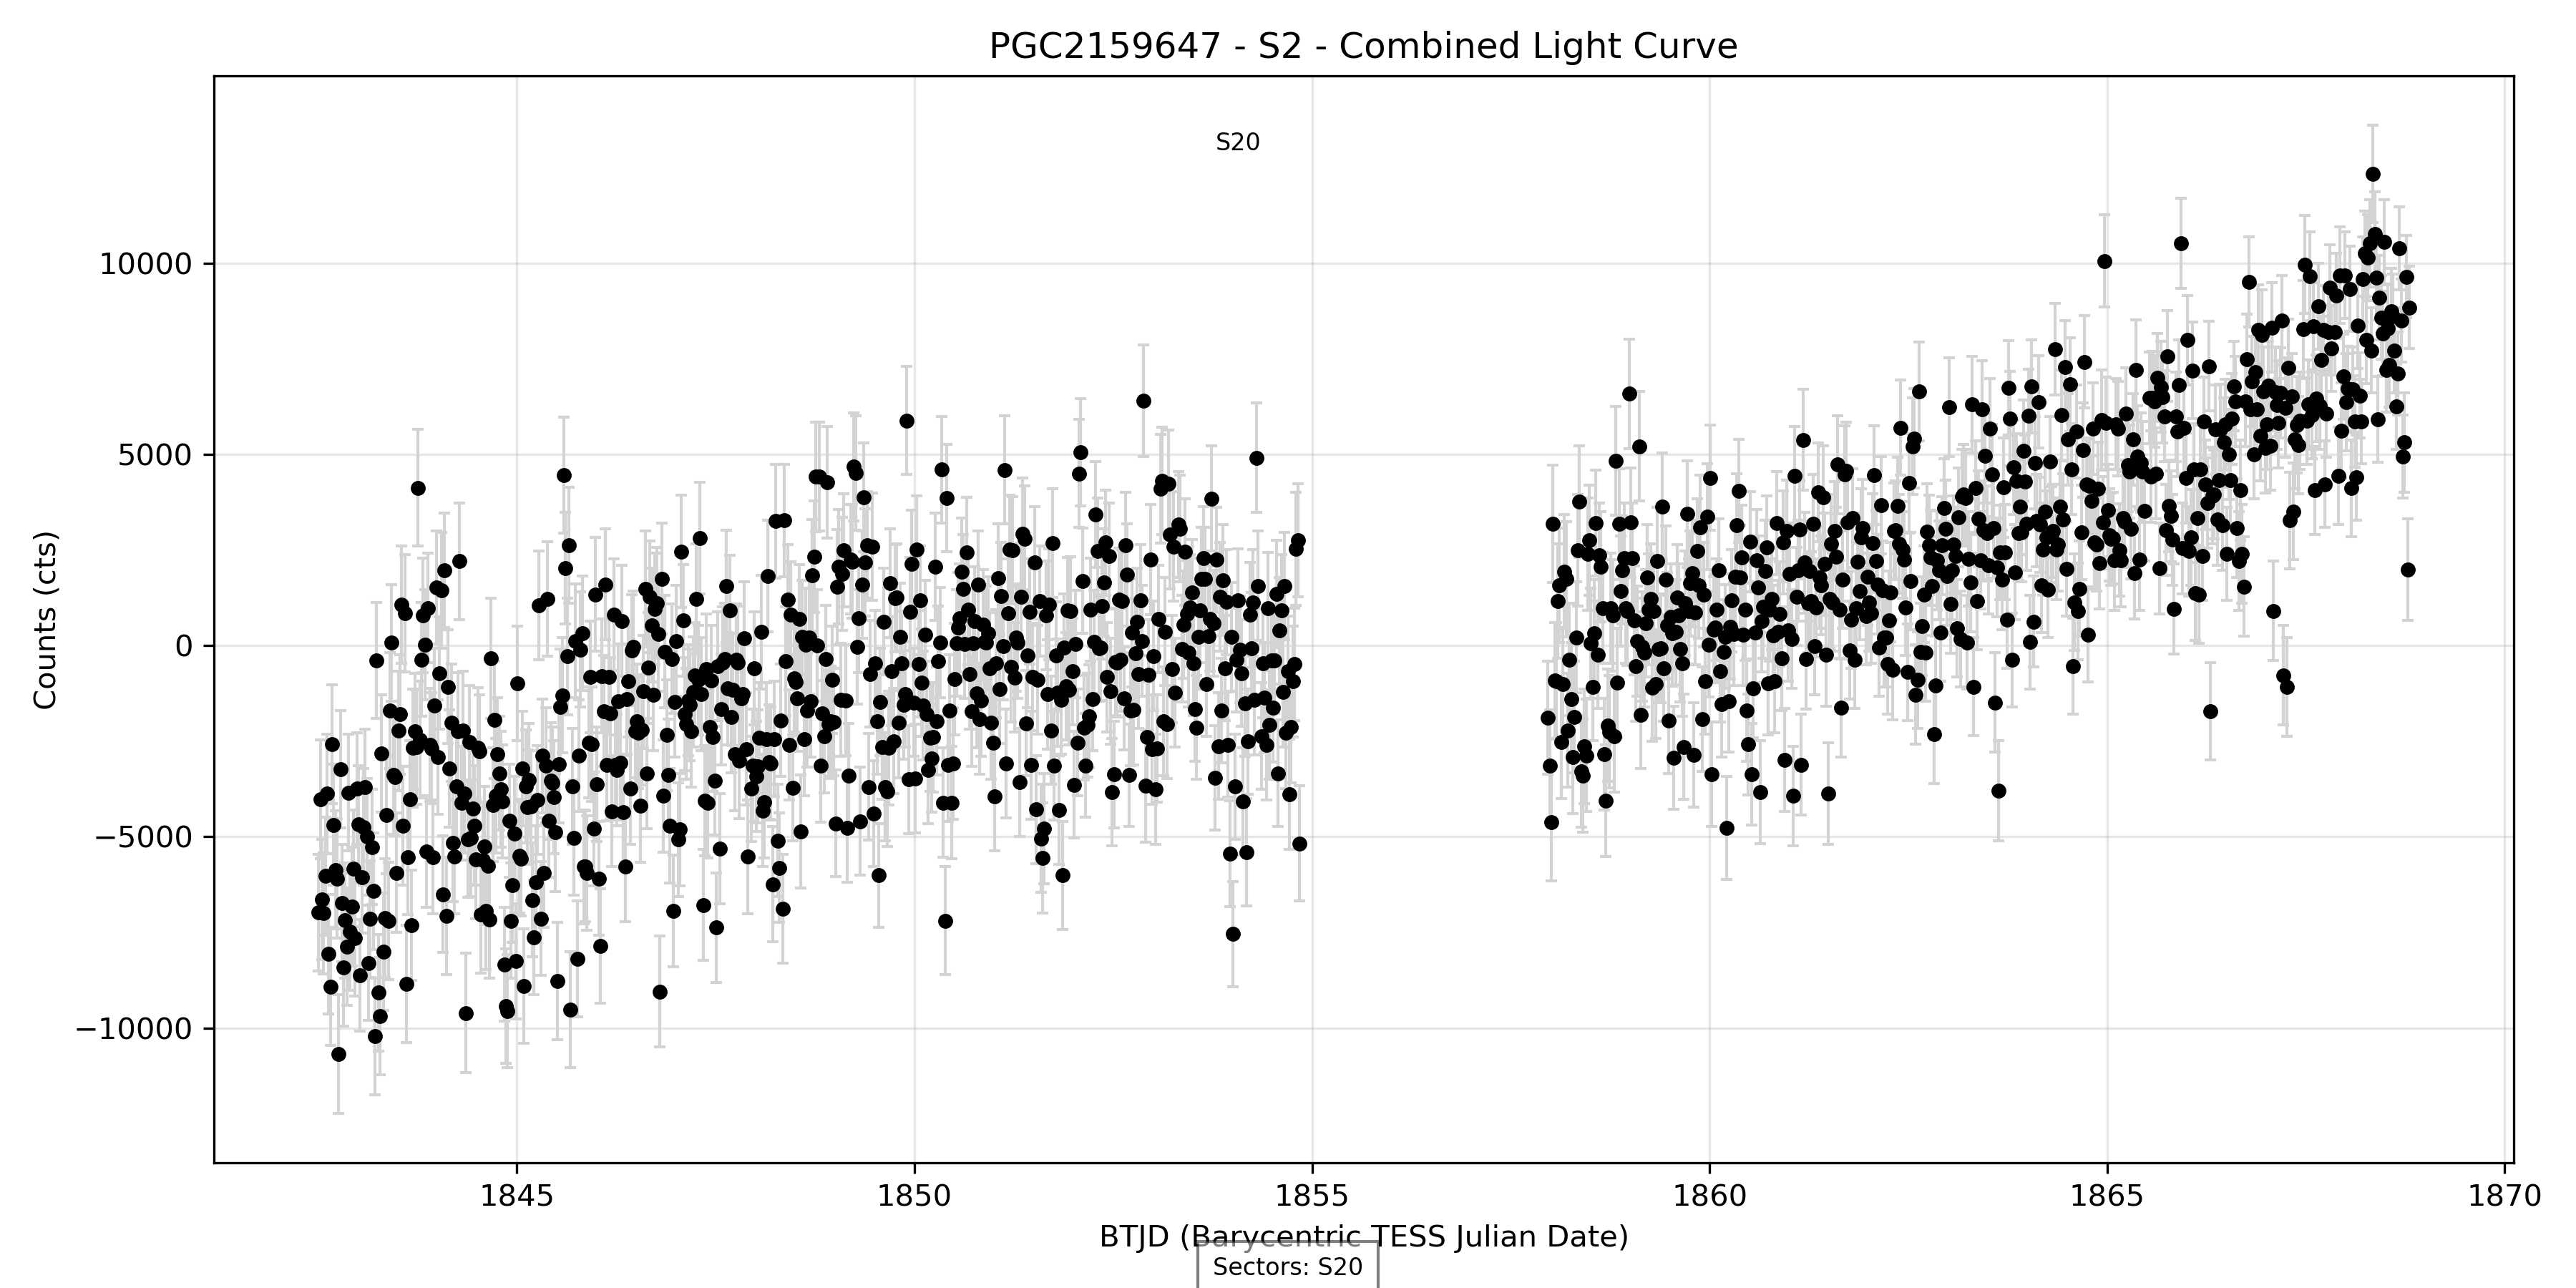 PGC2159647 - S2 - Combined Light Curve
S20
10000
5000
0
−5000
−10000
Counts (cts)
1845 1850 1855 1860 1865 1870
BTJD (Barycentric TESS Julian Date)
Sectors: S20